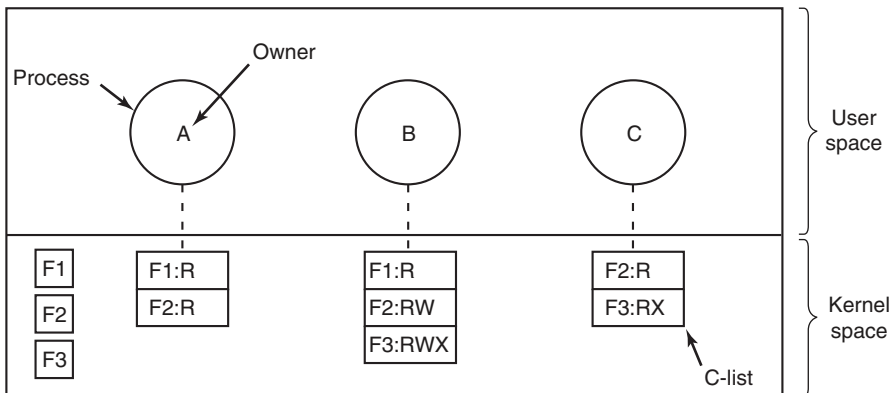 Owner
Process
A
B
C
User
space
F1
F2
F3
F1:R
F2:R
F1:R
F2:RW
F3:RWX
F2:R
F3:RX
C-list
Kernel
space